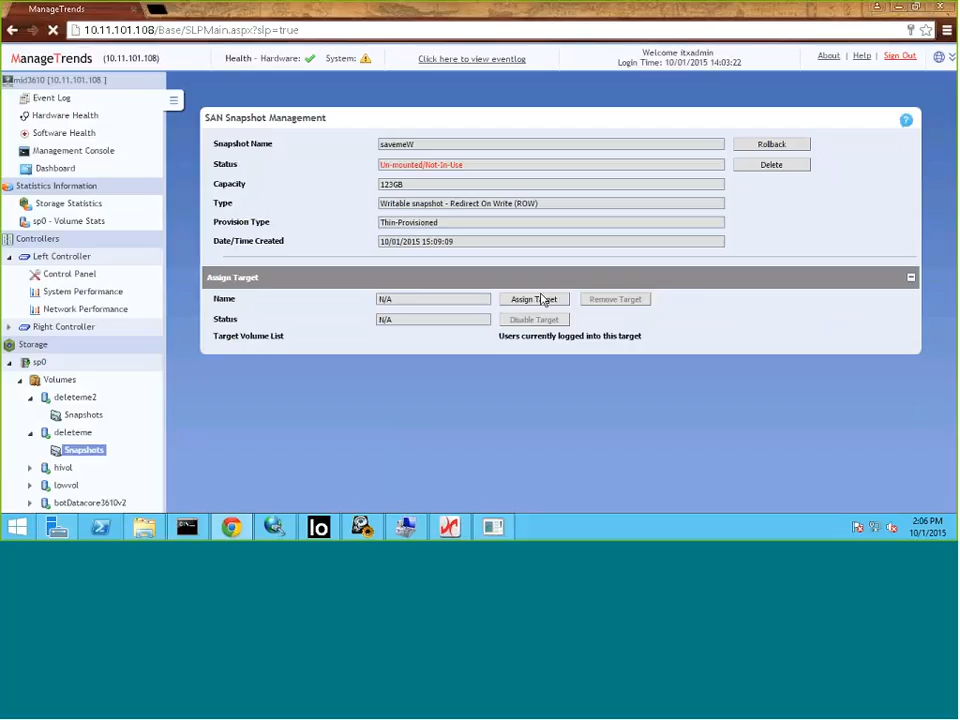 ManageTrends
10.11.101.108/Base/SLPMain.aspx?slp=true
ManageTrends (10.11.101.108)
Health - Hardware: System:
Click here to view eventlog
Welcome itxadmin
Login Time: 10/01/2015 14:03:22
About | Help | Sign Out
mid3610 [10.11.101.108 ]
Event Log
Hardware Health
Software Health
Management Console
Dashboard
Statistics Information
Storage Statistics
sp0 - Volume Stats
Controllers
Left Controller
Control Panel
System Performance
Network Performance
Right Controller
Storage
sp0
Volumes
deleteme2
Snapshots
deleteme
Snapshots
hivol
lowvol
botDatacore3610v2
SAN Snapshot Management
Snapshot Name savemeW Rollback
Status Un-mounted/Not-In-Use Delete
Capacity 123GB
Type Writable snapshot - Redirect On Write (ROW)
Provision Type Thin-Provisioned
Date/Time Created 10/01/2015 15:09:09
Assign Target
Name N/A Assign Target Remove Target
Status N/A Disable Target
Target Volume List Users currently logged into this target
lo
2:06 PM
10/1/2015